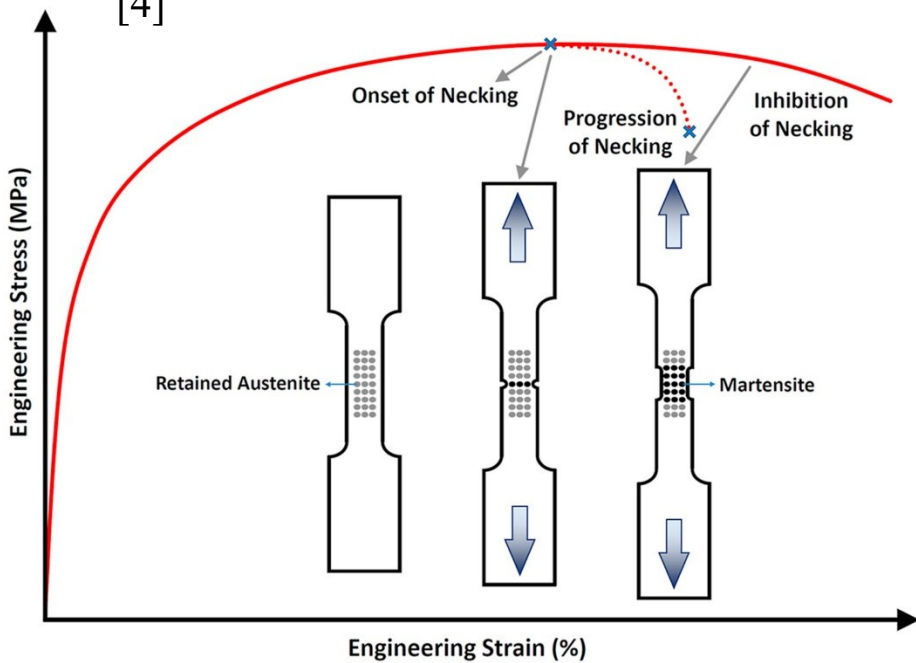 [4]
Onset of Necking
Progression
of Necking
Inhibition
of Necking
Retained Austenite
Martensite
Engineering Stress (MPa)
Engineering Strain (%)